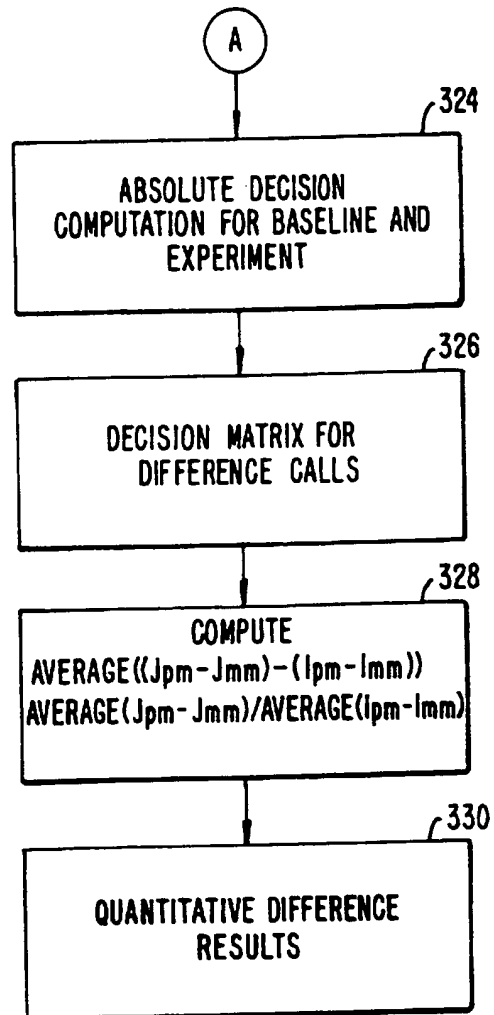 A
324
ABSOLUTE DECISION
COMPUTATION FOR BASELINE AND
EXPERIMENT
326
DECISION MATRIX FOR
DIFFERENCE CALLS
328
COMPUTE
AVERAGE((Jpm-Jmm)-(Ipm-Imm))
AVERAGE(Jpm-Jmm)/AVERAGE(Ipm-Imm)
330
QUANTITATIVE DIFFERENCE
RESULTS